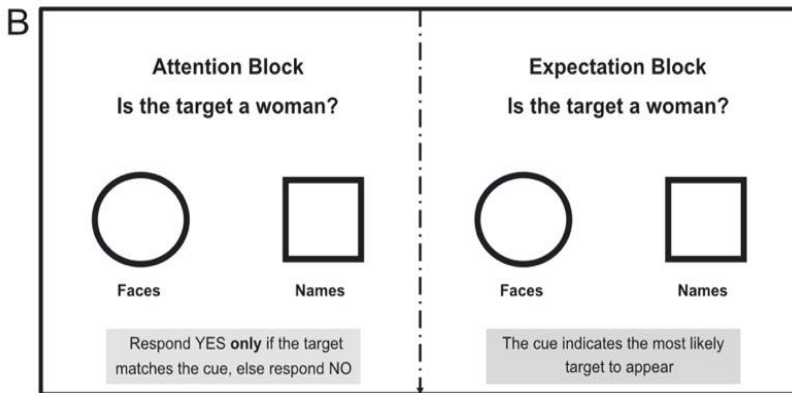 B
Attention Block
Is the target a woman?
Faces
Names
Respond YES only if the target
matches the cue, else respond NO
Expectation Block
Is the target a woman?
Faces
Names
The cue indicates the most likely
target to appear